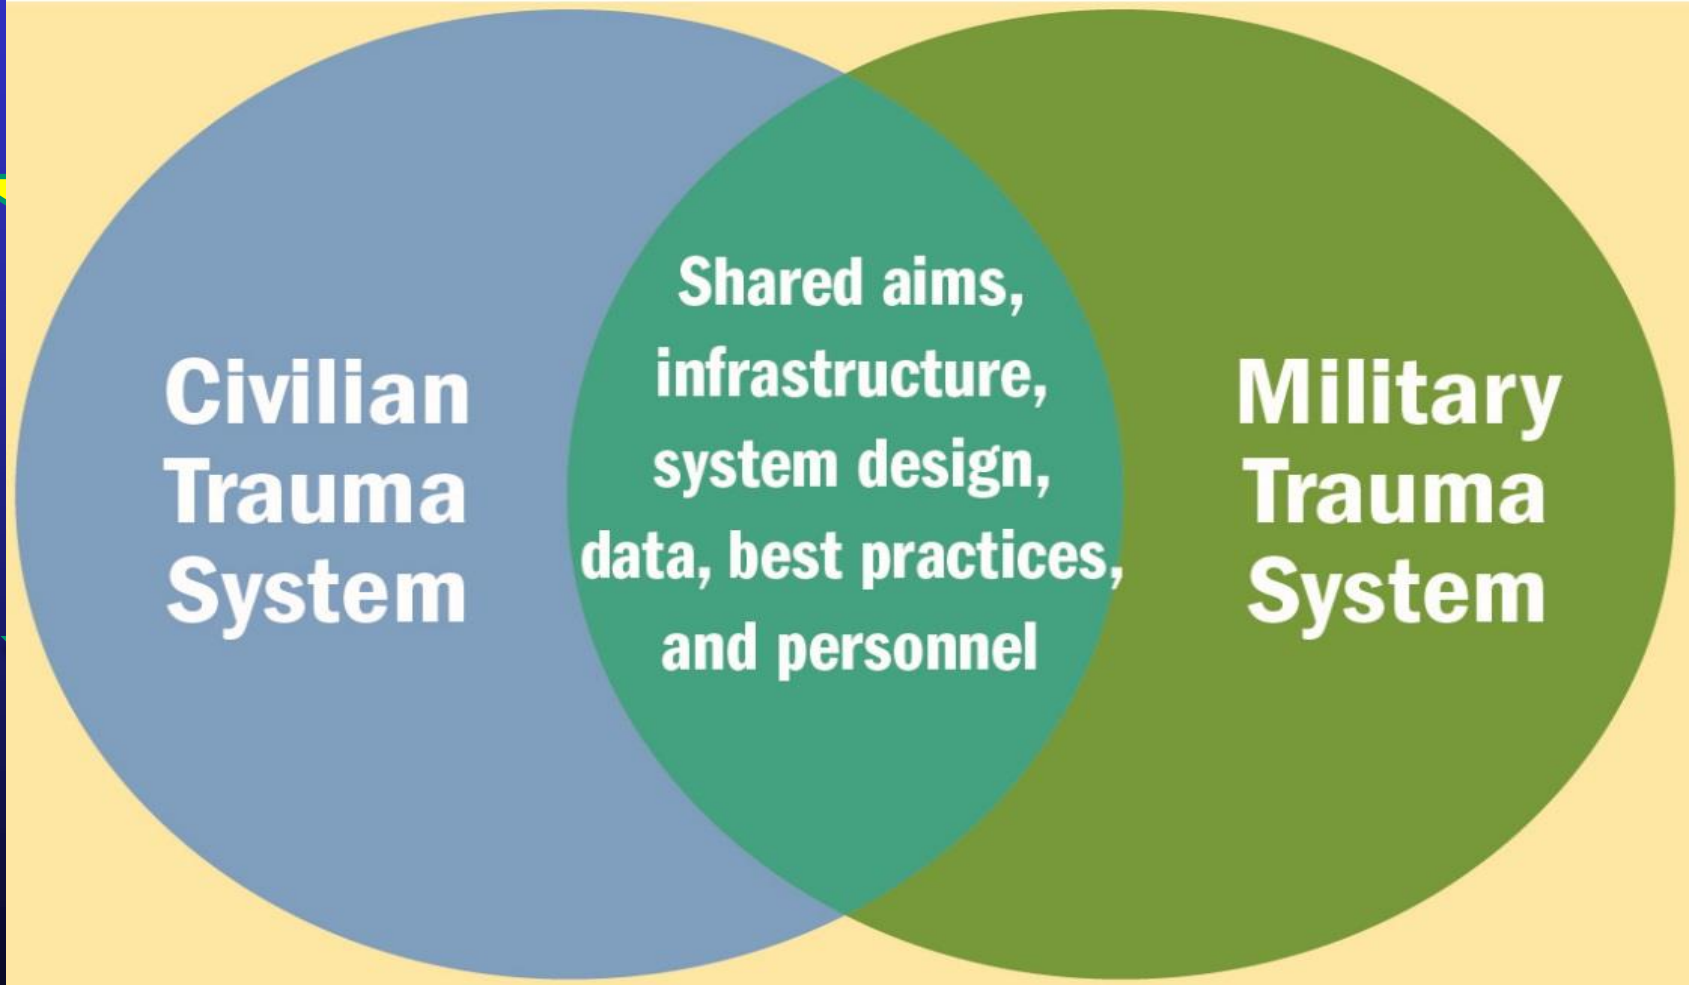 Civilian
Trauma
System
Shared aims,
infrastructure,
system design,
data, best practices,
and personnel
Military
Trauma
System